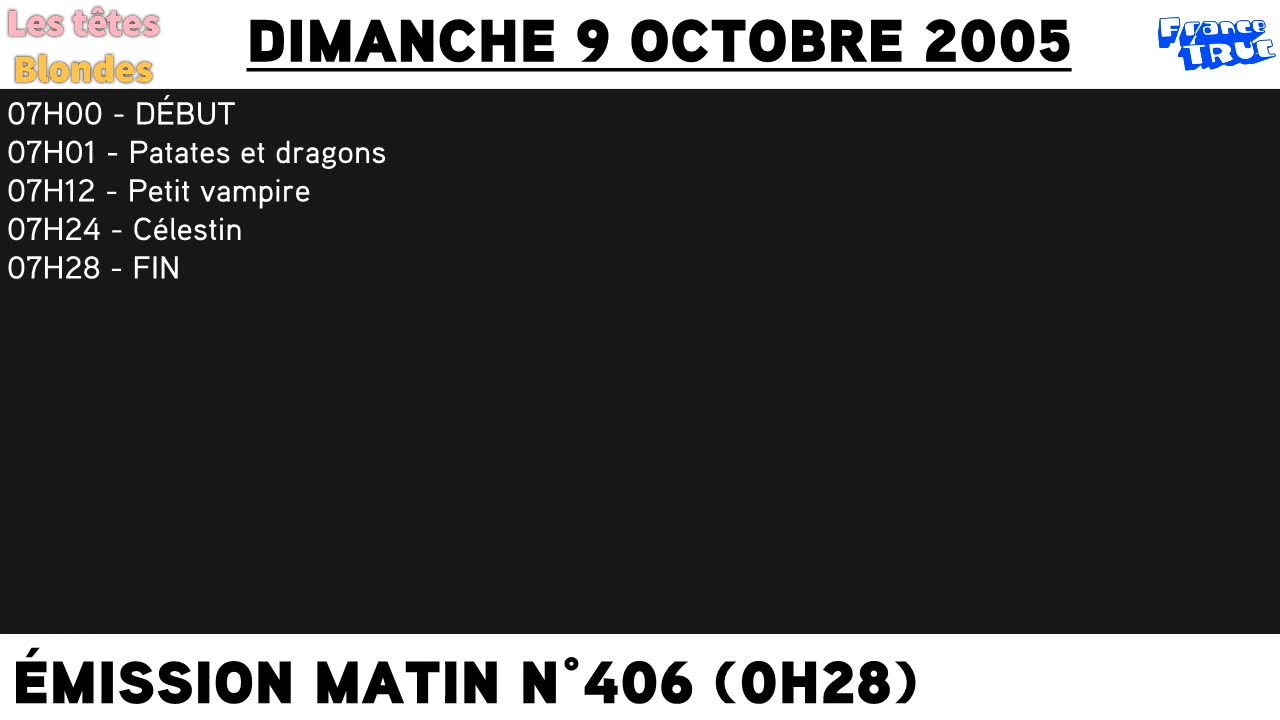 Les têtes
Blondes
DIMANCHE 9 OCTOBRE 2005
France
TRUC
07H00 - DÉBUT
07H01 - Patates et dragons
07H12 - Petit vampire
07H24 - Célestin
07H28 - FIN
ÉMISSION MATIN N°406 (0H28)